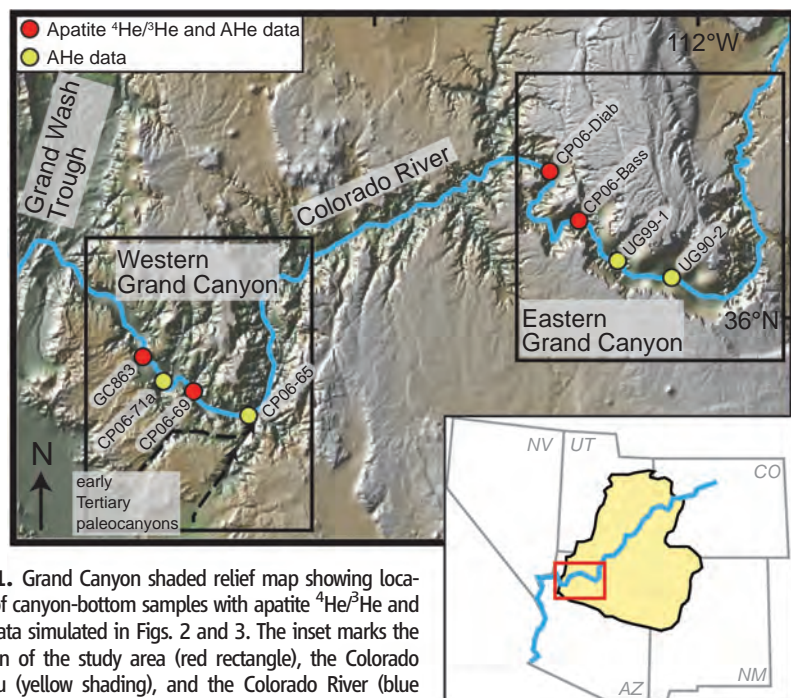 Apatite ⁴He/³He and AHe data
AHe data
112°W
Grand Wash
Trough
Colorado River
CP06-Diab
CP06-Bass
UG99-1
UG90-2
Western
Grand Canyon
Eastern
Grand Canyon
36°N
GC863
CP06-71a
CP06-69
CP06-65
N
early
Tertiary
paleocanyons
NV
UT
CO
AZ
NM
1. Grand Canyon shaded relief map showing loca-
of canyon-bottom samples with apatite ⁴He/³He and
ata simulated in Figs. 2 and 3. The inset marks the
n of the study area (red rectangle), the Colorado
u (yellow shading), and the Colorado River (blue